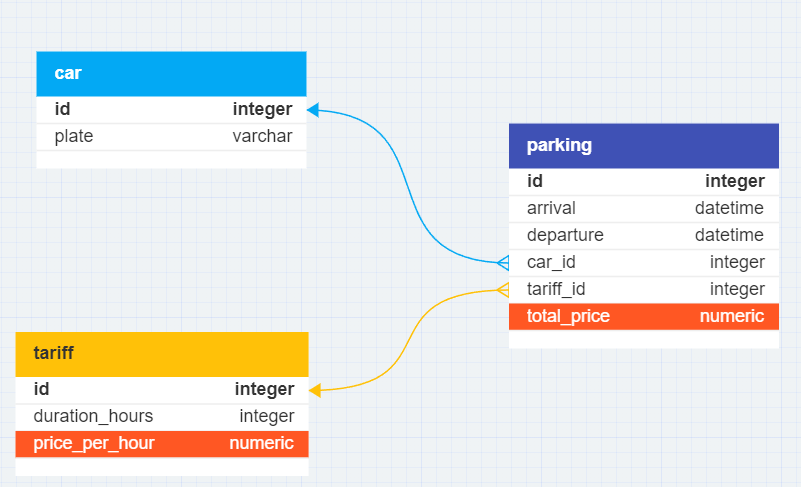 car
id integer
plate varchar
parking
id integer
arrival datetime
departure datetime
car_id integer
tariff_id integer
total_price numeric
tariff
id integer
duration_hours integer
price_per_hour numeric